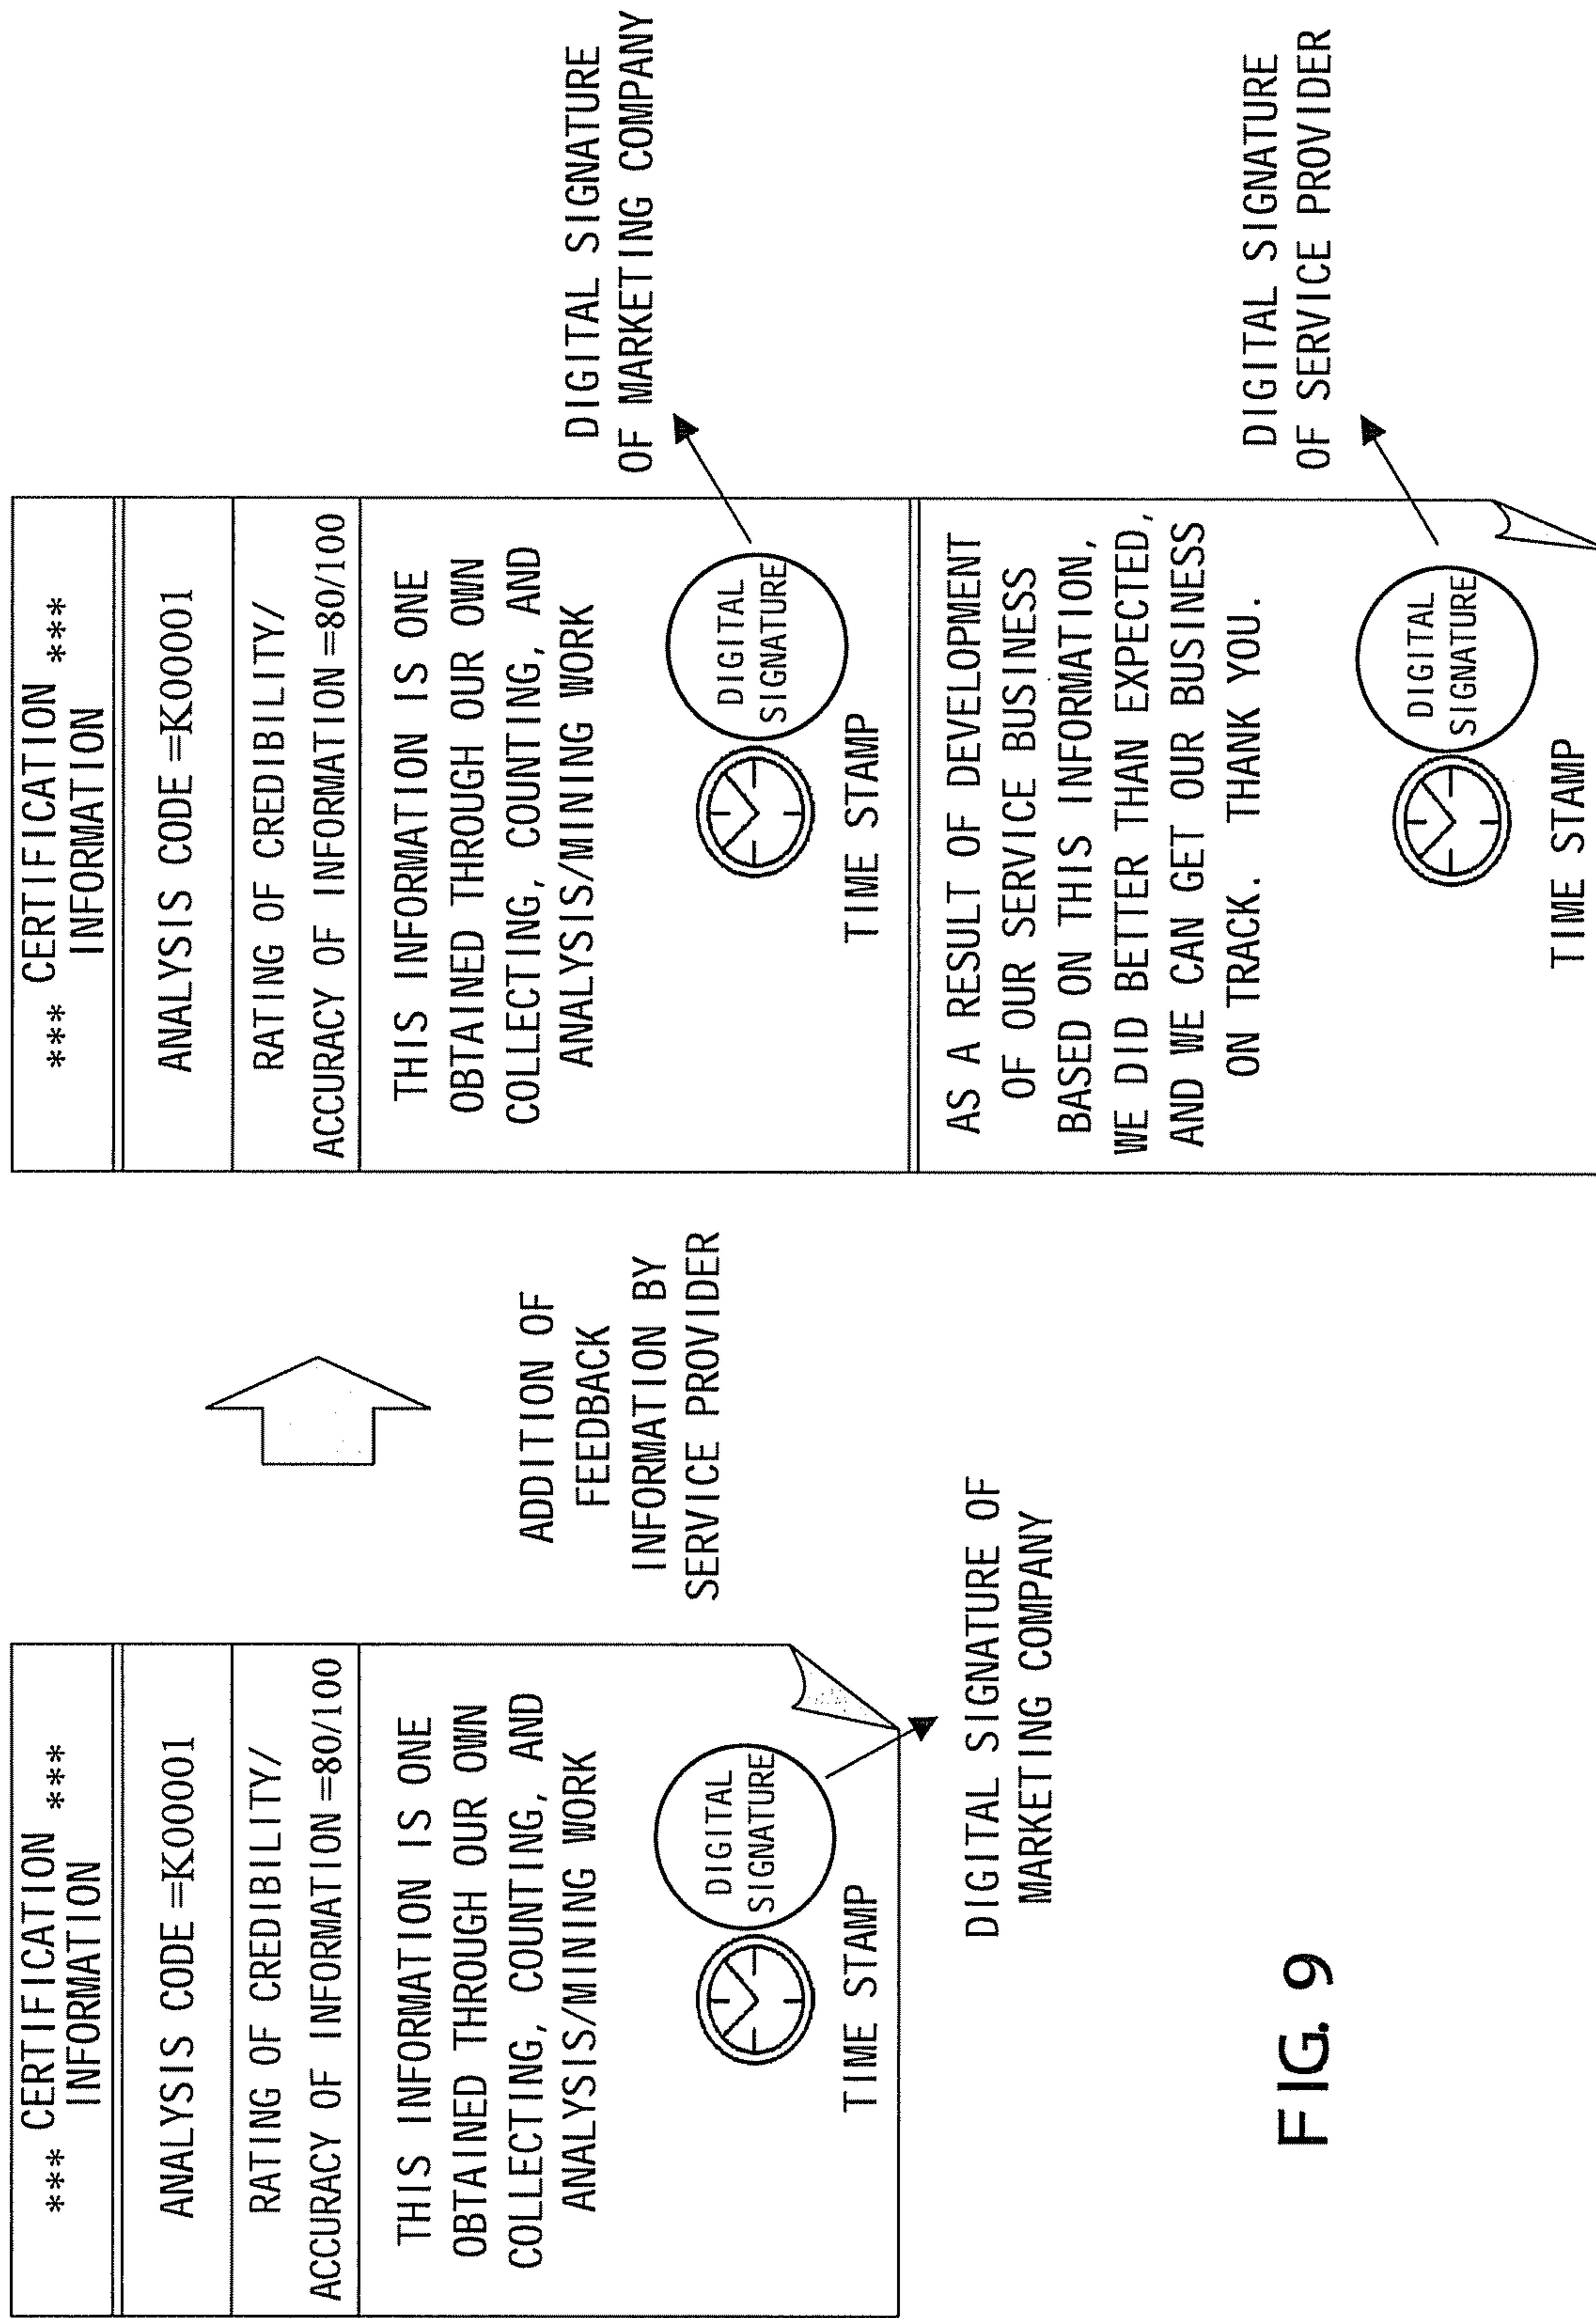 *** CERTIFICATION ***
INFORMATION
ANALYSIS CODE =K0001
RATING OF CREDIBILITY/
ACCURACY OF INFORMATION =80/100
THIS INFORMATION IS ONE
OBTAINED THROUGH OUR OWN
COLLECTING, COUNTING, AND
ANALYSIS/MINING WORK
DIGITAL
SIGNATURE
TIME STAMP
DIGITAL SIGNATURE OF
MARKETING COMPANY
ADDITION OF
FEEDBACK
INFORMATION BY
SERVICE PROVIDER
*** CERTIFICATION ***
INFORMATION
ANALYSIS CODE =K0001
RATING OF CREDIBILITY/
ACCURACY OF INFORMATION =80/100
THIS INFORMATION IS ONE
OBTAINED THROUGH OUR OWN
COLLECTING, COUNTING, AND
ANALYSIS/MINING WORK
DIGITAL
SIGNATURE
TIME STAMP
DIGITAL SIGNATURE
OF MARKETING COMPANY
AS A RESULT OF DEVELOPMENT
OF OUR SERVICE BUSINESS
BASED ON THIS INFORMATION,
WE DID BETTER THAN EXPECTED,
AND WE CAN GET OUR BUSINESS
ON TRACK. THANK YOU.
DIGITAL
SIGNATURE
TIME STAMP
DIGITAL SIGNATURE
OF SERVICE PROVIDER
FIG. 9